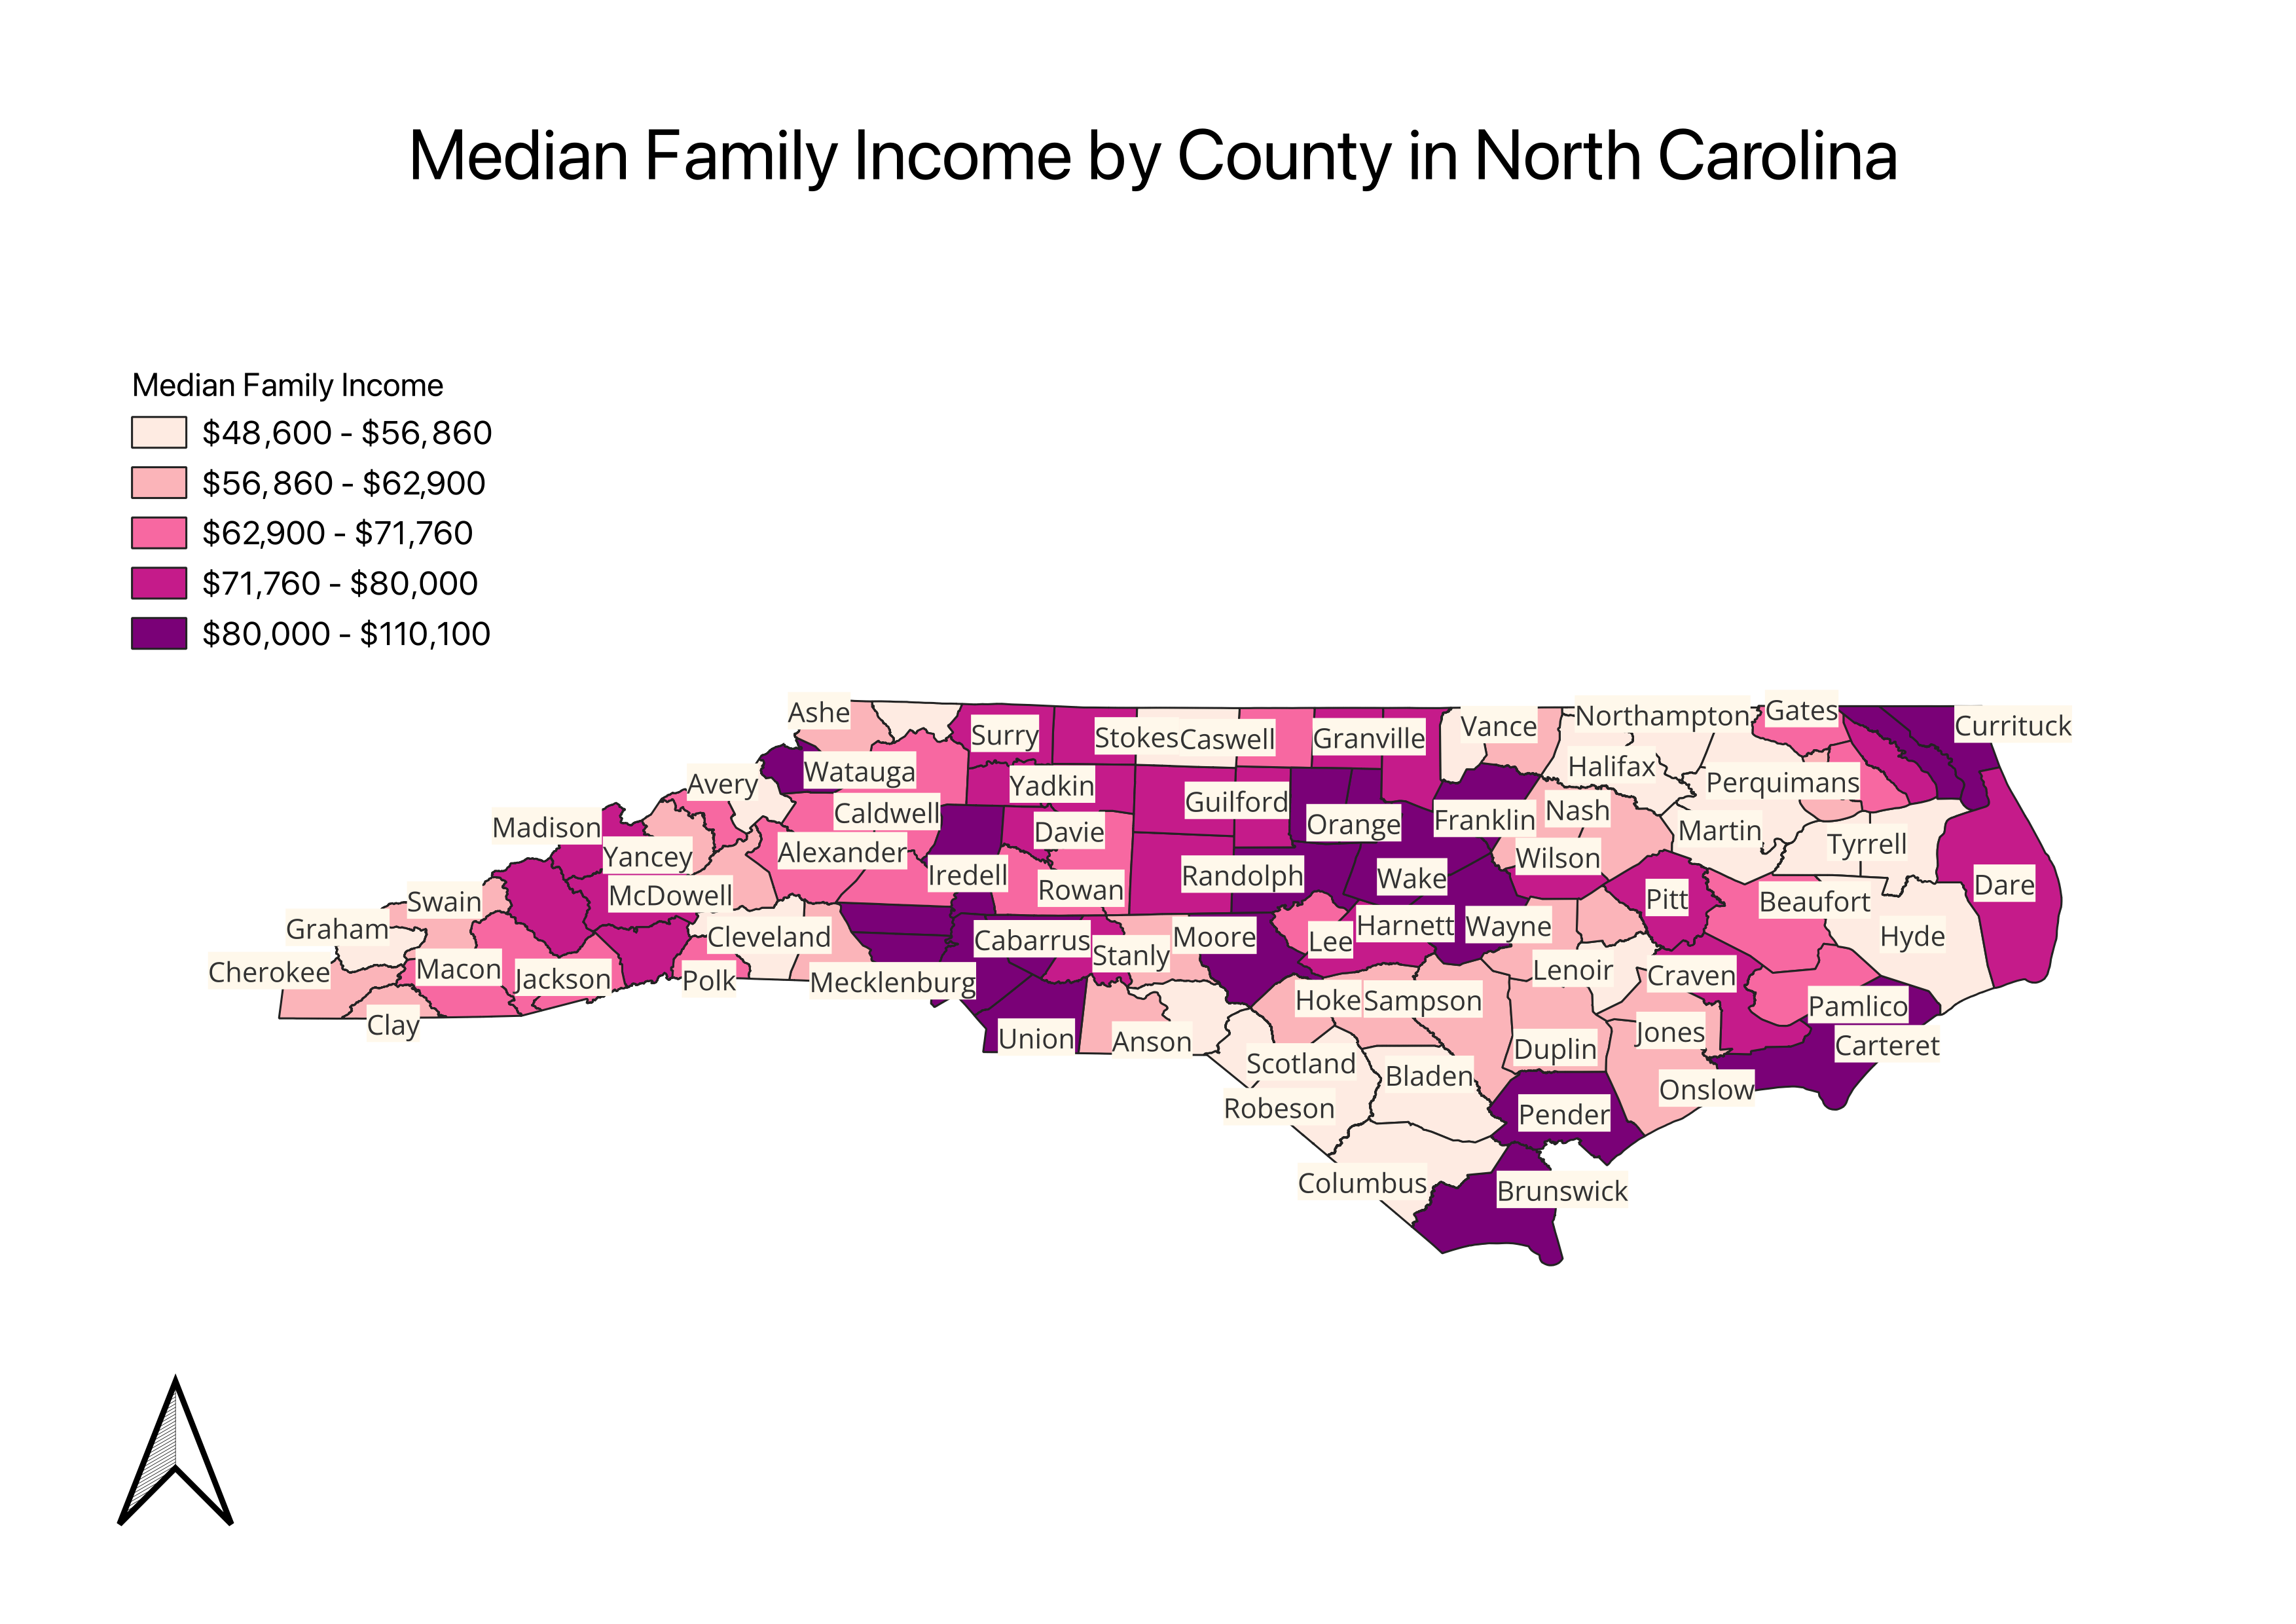 Median Family Income by County in North Carolina
Median Family Income
$48,600 - $56,860
$56,860 - $62,900
$62,900 - $71,760
$71,760 - $80,000
$80,000 - $110,100
Ashe
Surry
Stokes
Caswell
Granville
Vance
Northampton
Gates
Currituck
Avery
Watauga
Yadkin
Halifax
Perquimans
Madison
Caldwell
Guilford
Orange
Franklin
Nash
Davie
Martin
Tyrrell
Yancey
Alexander
Wilson
Swain
McDowell
Iredell
Rowan
Randolph
Wake
Pitt
Beaufort
Dare
Graham
Cleveland
Cabarrus
Stanly
Moore
Lee
Harnett
Wayne
Hyde
Cherokee
Macon
Jackson
Polk
Mecklenburg
Lenoir
Craven
Clay
Union
Anson
Hoke
Sampson
Pamlico
Jones
Carteret
Duplin
Scotland
Bladen
Onslow
Robeson
Pender
Columbus
Brunswick